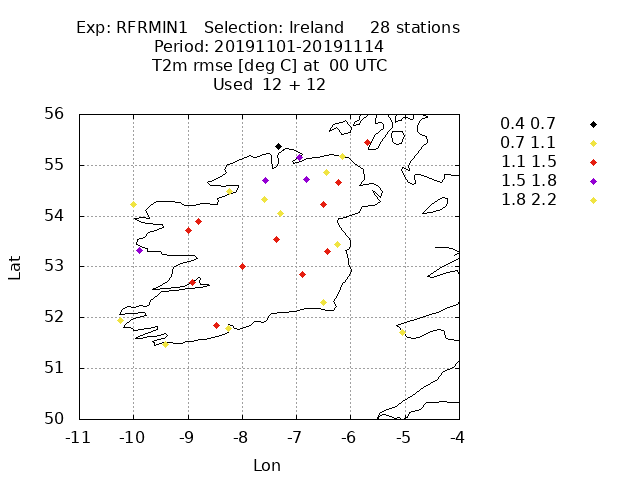 Exp: RFRMIN1 Selection: Ireland 28 stations
Period: 20191101-20191114
T2m rmse [deg C] at 00 UTC
Used 12 + 12
0.4 0.7
0.7 1.1
1.1 1.5
1.5 1.8
1.8 2.2
56
55
54
53
52
51
50
Lat
-11 -10 -9 -8 -7 -6 -5 -4
Lon